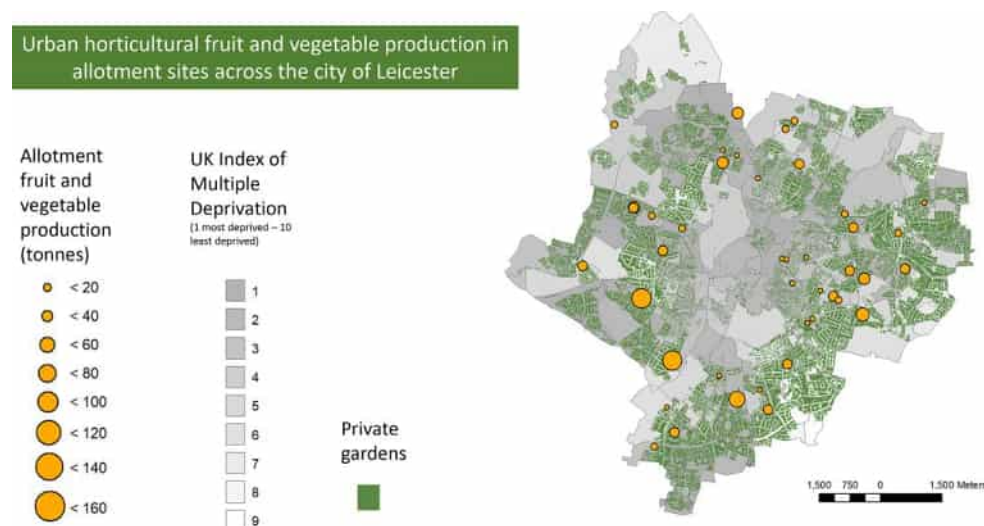 Urban horticultural fruit and vegetable production in
allotment sites across the city of Leicester
Allotment
fruit and
vegetable
production
(tonnes)
< 20
< 40
< 60
< 80
< 100
< 120
< 140
< 160
UK Index of
Multiple
Deprivation
(1 most deprived – 10
least deprived)
1
2
3
4
5
6
7
8
9
Private
gardens
1,500 750 0 1,500 Meters